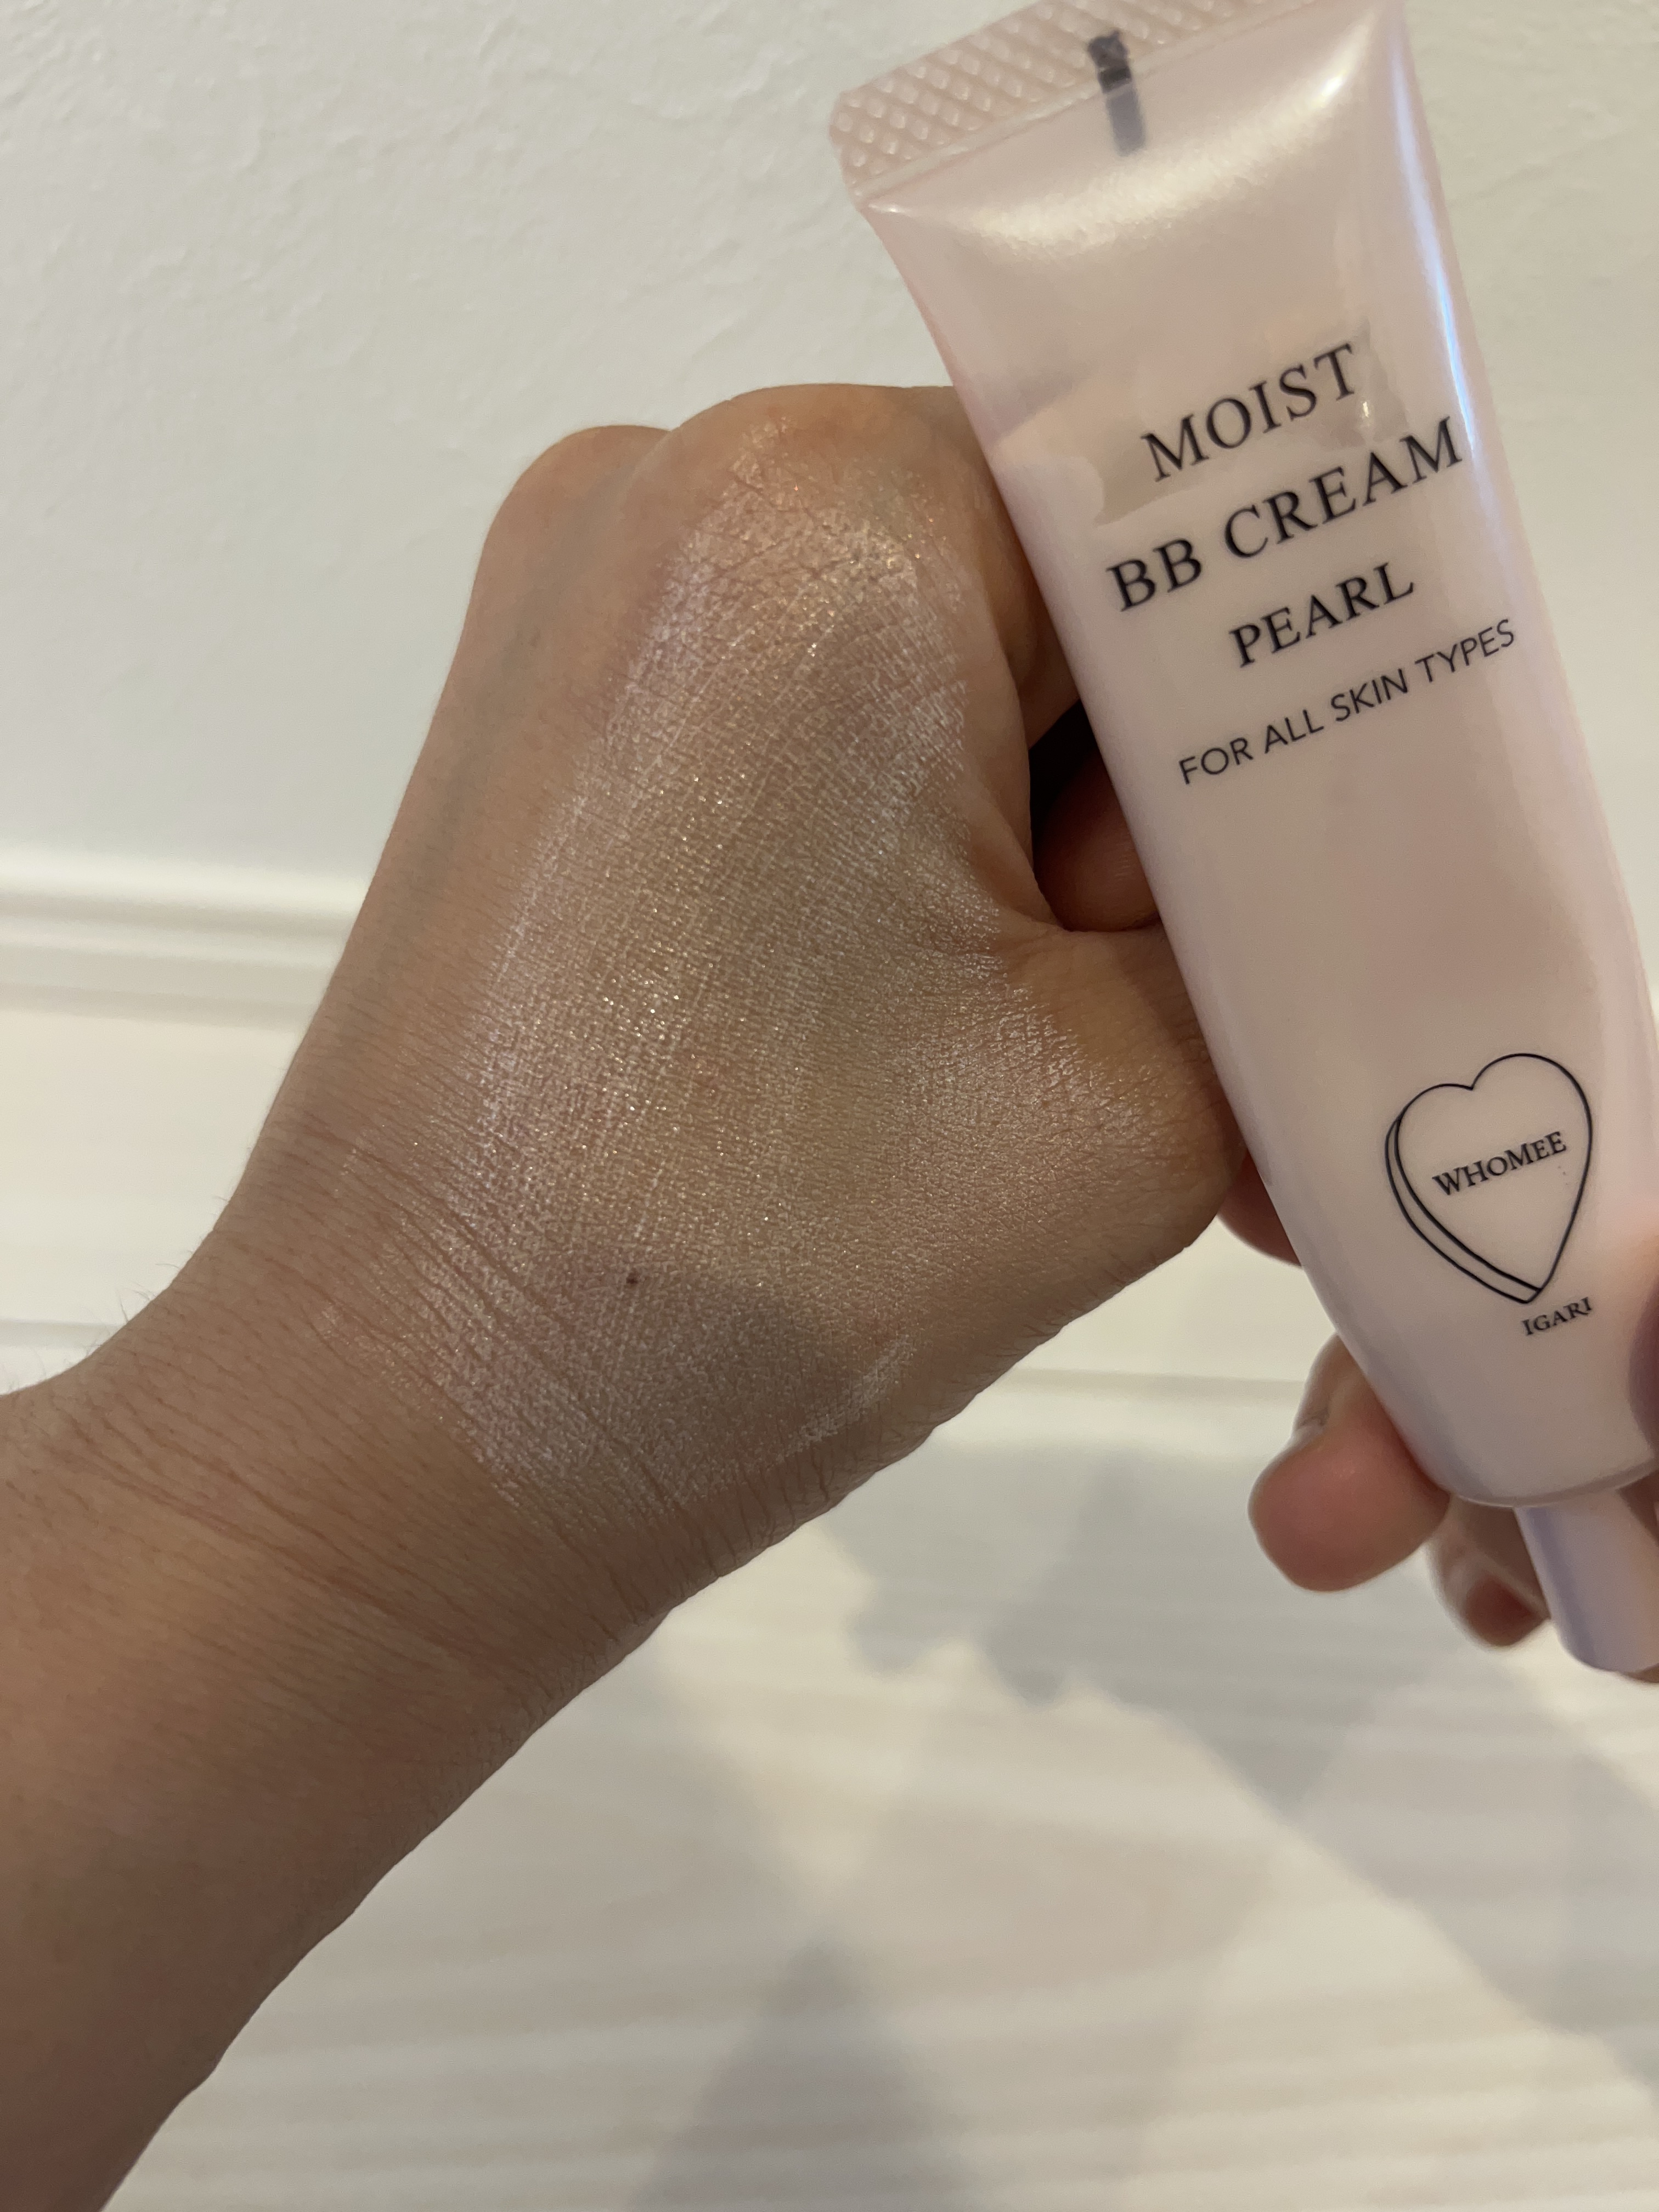 MOIST
BB CREAM
PEARL
FOR ALL SKIN TYPES
WHOMEE
IGARI